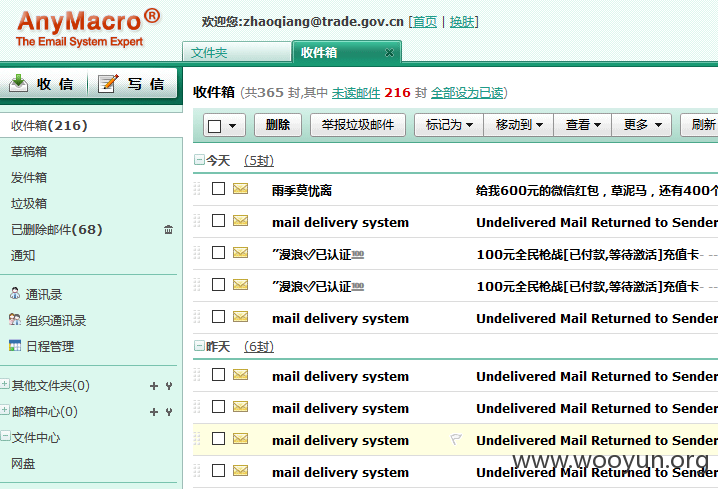 AnyMacro®
The Email System Expert
欢迎您:zhaoqiang@trade.gov.cn [首页 | 换肤]
文件夹
收件箱
收信
写信
收件箱 (共365 封,其中 未读邮件 216 封 全部设为已读)
删除 举报垃圾邮件 标记为 移动到 查看 更多 刷新
收件箱(216)
草稿箱
发件箱
垃圾箱
已删除邮件(68)
通知
通讯录
组织通讯录
日程管理
其他文件夹(0)
邮箱中心(0)
文件中心
网盘
今天 (5封)
雨季莫忧离 给我600元的微信红包，草泥马，还有400个
mail delivery system Undelivered Mail Returned to Sender
"漫浪✓已认证💯 100元全民枪战[已付款,等待激活]充值卡- --
"漫浪✓已认证💯 100元全民枪战[已付款,等待激活]充值卡- --
mail delivery system Undelivered Mail Returned to Sender
昨天 (6封)
mail delivery system Undelivered Mail Returned to Sender
mail delivery system Undelivered Mail Returned to Sender
mail delivery system Undelivered Mail Returned to Sender
mail delivery system Undelivered Mail Returned to Sender
www.wooyun.org